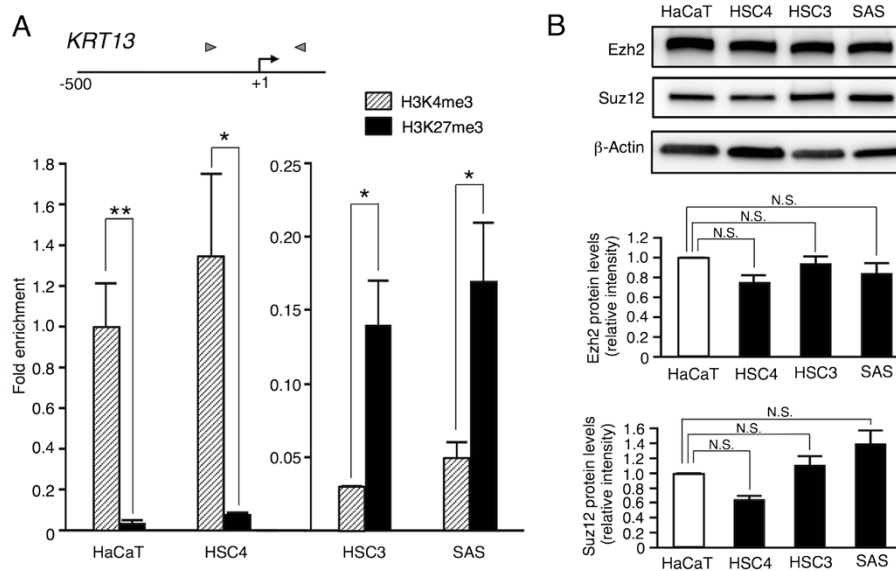 A
KRT13
-500
+1
H3K4me3
H3K27me3
Fold enrichment
1.8
1.6
1.4
1.2
1.0
0.8
0.6
0.4
0.2
0
**
*
0.25
0.20
0.15
0.10
0.05
0
*
*
HaCaT HSC4 HSC3 SAS
B
HaCaT HSC4 HSC3 SAS
Ezh2
Suz12
β-Actin
Ezh2 protein levels
(relative intensity)
1.2
1.0
0.8
0.6
0.4
0.2
0
N.S.
N.S.
N.S.
HaCaT HSC4 HSC3 SAS
Suz12 protein levels
(relative intensity)
1.6
1.4
1.2
1.0
0.8
0.6
0.4
0.2
0
N.S.
N.S.
N.S.
HaCaT HSC4 HSC3 SAS